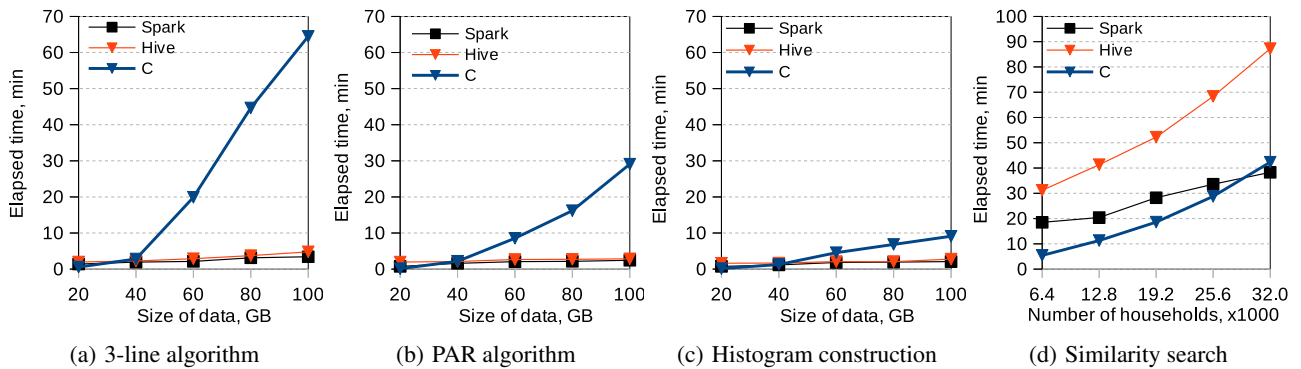 70
60
50
40
30
20
10
0
Elapsed time, min
Spark
Hive
C
20 40 60 80 100
Size of data, GB
(a) 3-line algorithm
70
60
50
40
30
20
10
0
Elapsed time, min
Spark
Hive
C
20 40 60 80 100
Size of data, GB
(b) PAR algorithm
70
60
50
40
30
20
10
0
Elapsed time, min
Spark
Hive
C
20 40 60 80 100
Size of data, GB
(c) Histogram construction
100
90
80
70
60
50
40
30
20
10
0
Elapsed time, min
Spark
Hive
C
6.4 12.8 19.2 25.6 32.0
Number of households, x1000
(d) Similarity search